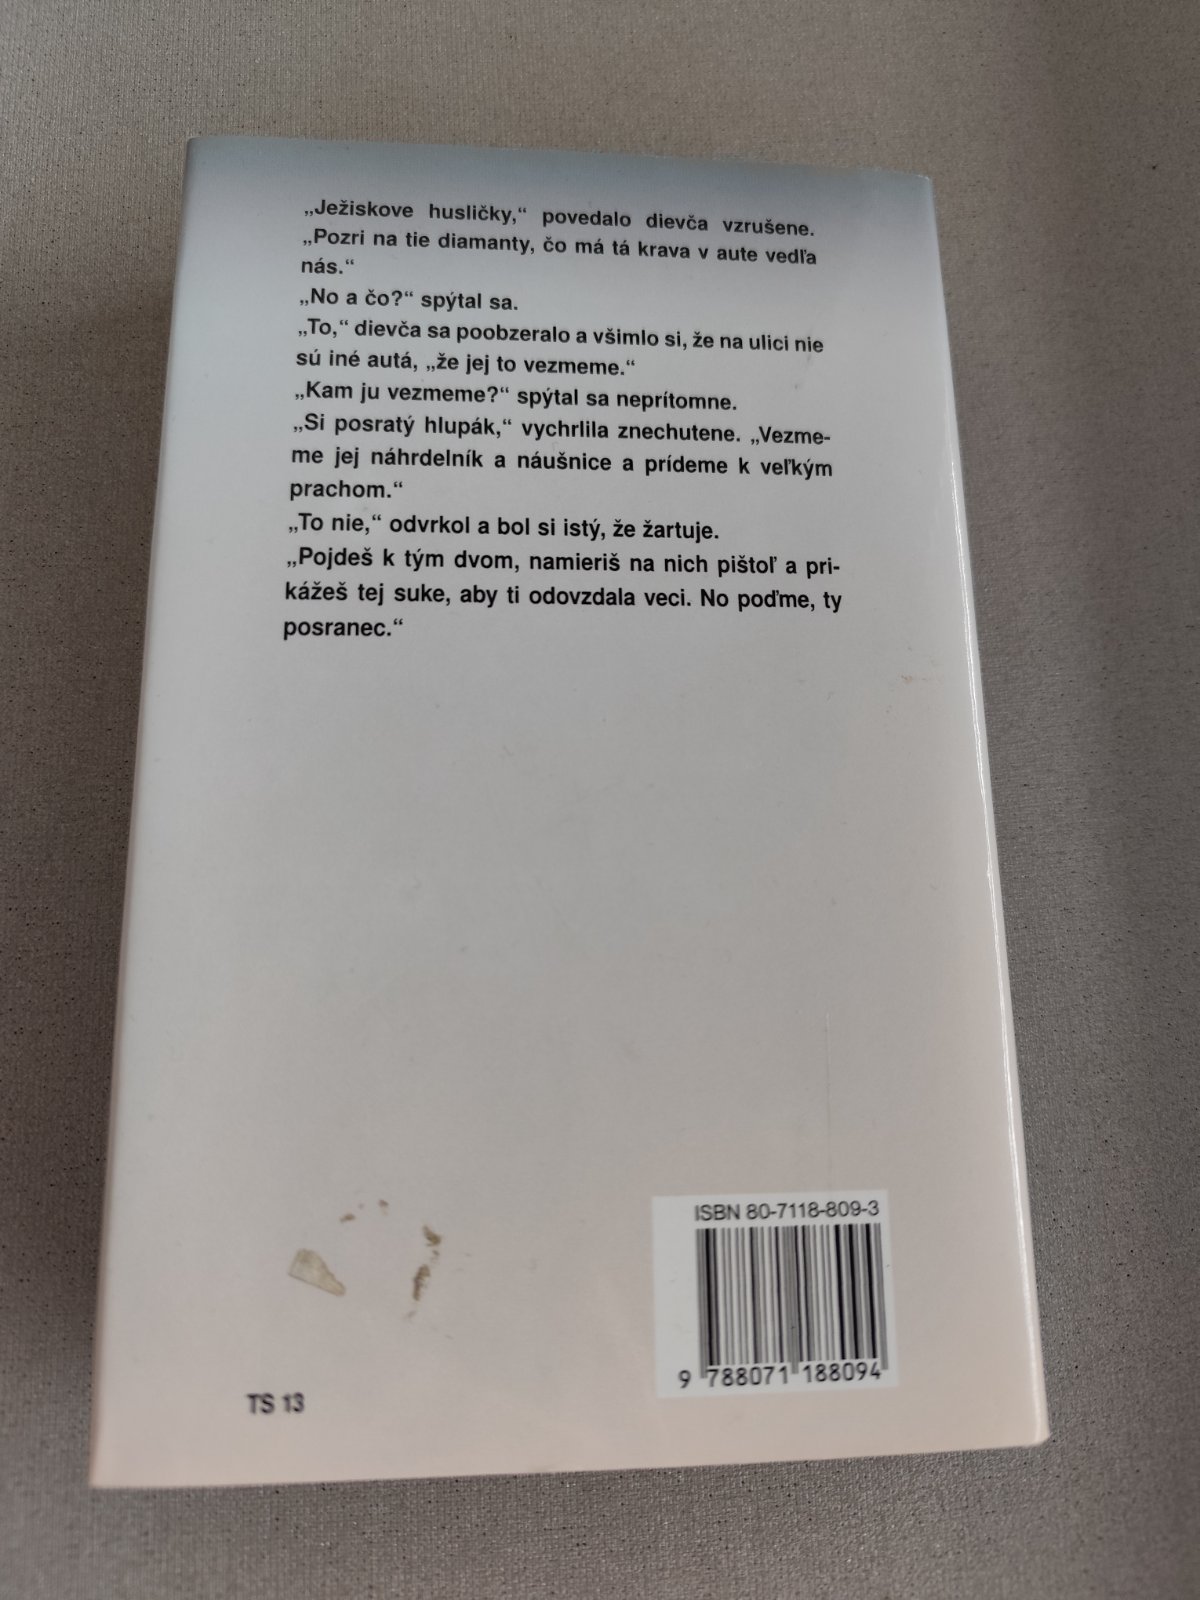 „Ježiskove husličky,“ povedalo dievča vzrušene.
„Pozri na tie diamanty, čo má tá krava v aute vedľa
nás.“
„No a čo?“ spýtal sa.
„To,“ dievča sa poobzeralo a všimlo si, že na ulici nie
sú iné autá, „že jej to vezmeme.“
„Kam ju vezmeme?“ spýtal sa neprítomne.
„Si posratý hlupák,“ vychrlila znechutene. „Vezme-
me jej náhrdelník a náušnice a prídeme k veľkým
prachom.“
„To nie,“ odvrkol a bol si istý, že žartuje.
„Pojdeš k tým dvom, namieriš na nich pištoľ a pri-
kážeš tej suke, aby ti odovzdala veci. No poďme, ty
posranec.“
ISBN 80-7118-809-3
9 788071 188094
TS 13